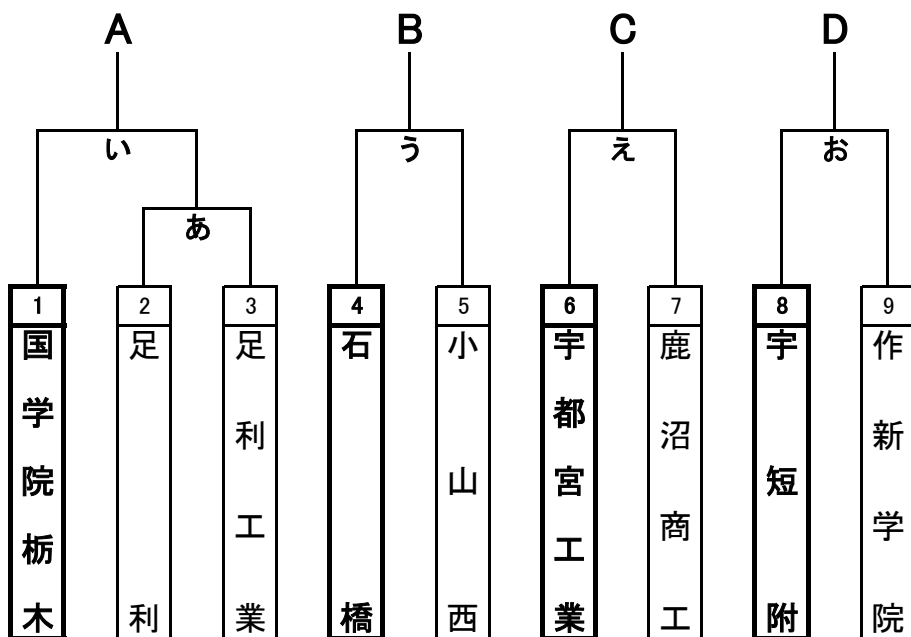 A B C D
い う え お
あ
1 2 3 4 5 6 7 8 9
国学院栃木
足利
足利工業
石橋
小山西
宇都宮工業
鹿沼商工
宇短附
作新学院